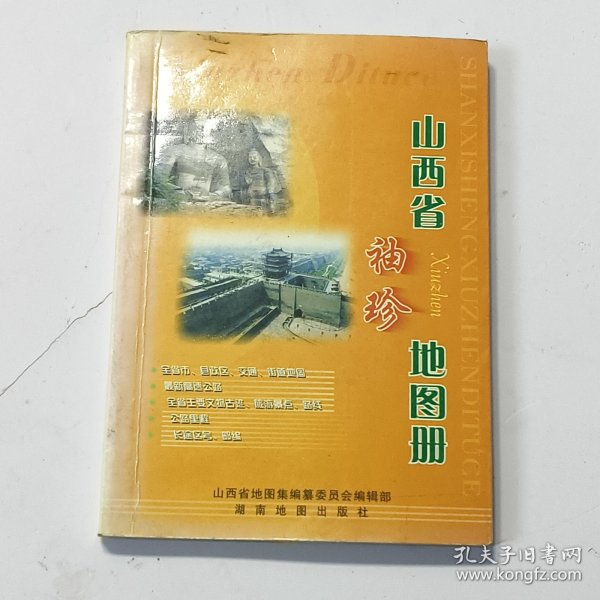 Xiuzhen Dituce
SHANXISHENGXIUZHENDITUCE
山西省
袖珍
Xiuzhen
地图册
全省市、县政区、交通、街道地图
最新高速公路
全省主要文物古迹、旅游景点、路线
公路里程
长途区号、邮编
山西省地图集编纂委员会编辑部
湖南地图出版社
孔夫子旧书网
www.kongfz.com